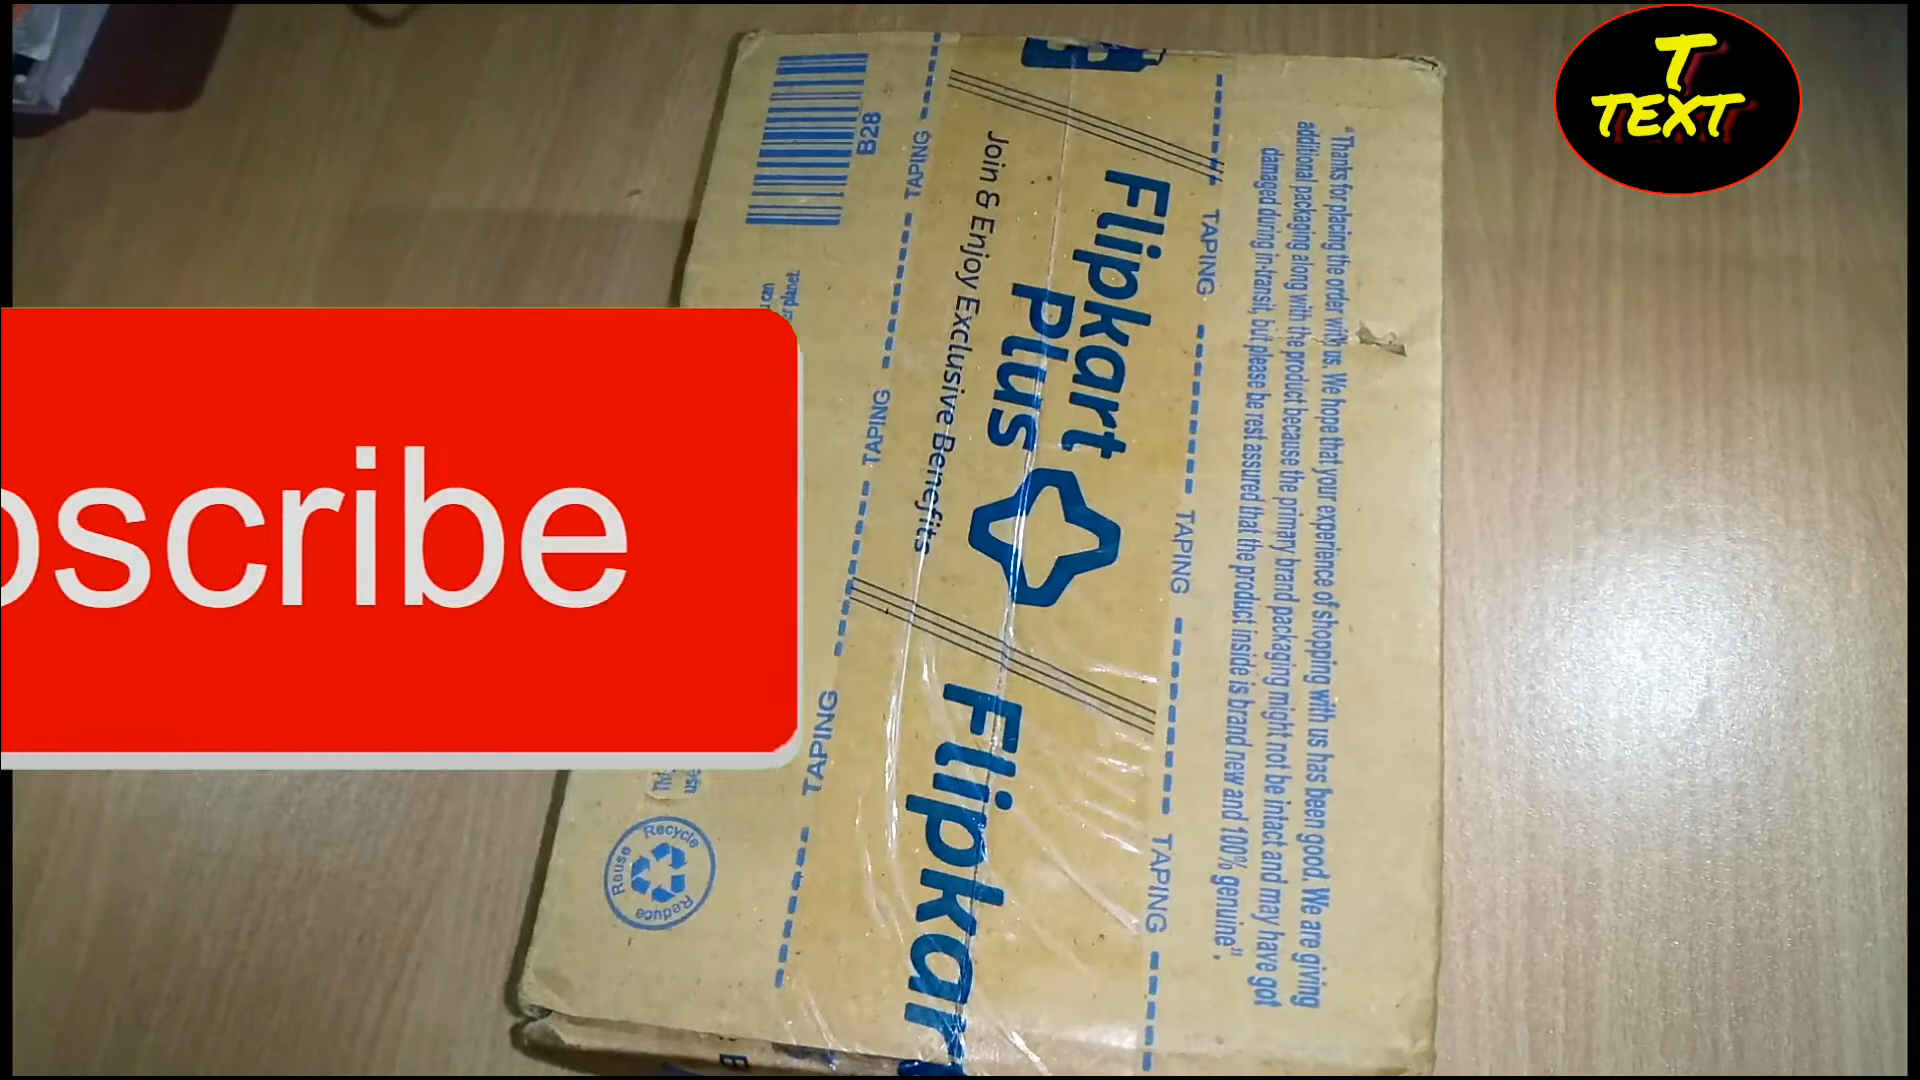 T
TEXT
bscribe
B28
TAPING
TAPING
TAPING
Join & Enjoy Exclusive Benefits
Flipkart
Plus
Flipkart
TAPING
TAPING
TAPING
"Thanks for placing the order with us. We hope that your experience of shopping with us has been good. We are giving
additional packaging along with the product because the primary brand packaging might not be intact and may have got
damaged during in-transit, but please be rest assured that the product inside is brand new and 100% genuine".
Recycle
Reduce
Reuse